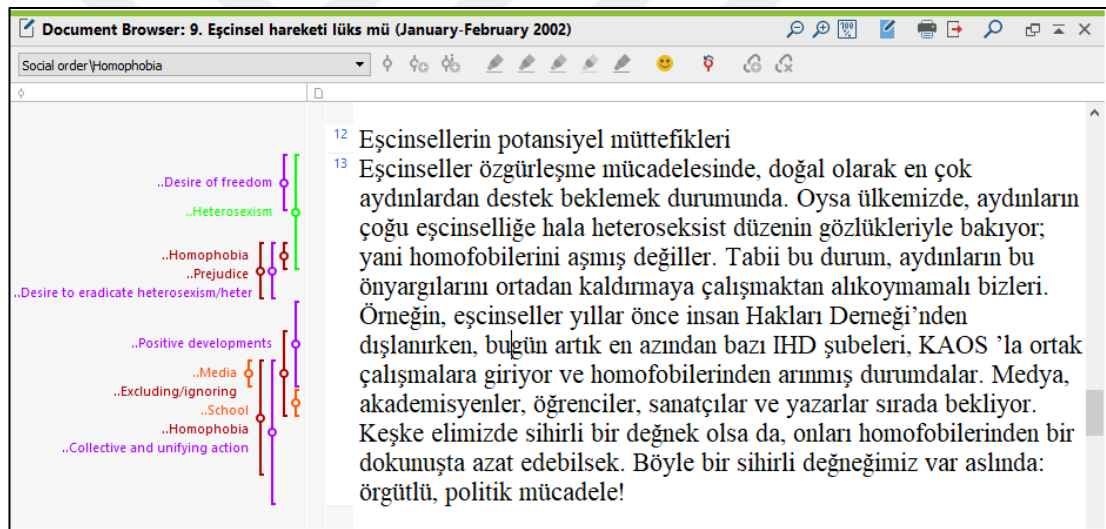 Document Browser: 9. Eşcinsel hareketi lüks mü (January-February 2002)
100
%
Social order\Homophobia
..Desire of freedom
..Heterosexism
..Homophobia
..Prejudice
..Desire to eradicate heterosexism/heter
..Positive developments
..Media
..Excluding/ignoring
..School
..Homophobia
..Collective and unifying action
12 Eşcinsellerin potansiyel müttefikleri
13 Eşcinseller özgürleşme mücadelesinde, doğal olarak en çok
aydınlardan destek beklemek durumunda. Oysa ülkemizde, aydınların
çoğu eşcinselliğe hala heteroseksist düzenin gözlükleriyle bakıyor;
yani homofobilerini aşmış değiller. Tabii bu durum, aydınların bu
önyargılarını ortadan kaldırmaya çalışmaktan alıkoymamalı bizleri.
Örneğin, eşcinseller yıllar önce insan Hakları Derneği’nden
dışlanırken, bugün artık en azından bazı IHD şubeleri, KAOS ’la ortak
çalışmalara giriyor ve homofobilerinden arınmış durumdalar. Medya,
akademisyenler, öğrenciler, sanatçılar ve yazarlar sırada bekliyor.
Keşke elimizde sihirli bir değnek olsa da, onları homofobilerinden bir
dokunuşta azat edebilsek. Böyle bir sihirli değneğimiz var aslında:
örgütlü, politik mücadele!